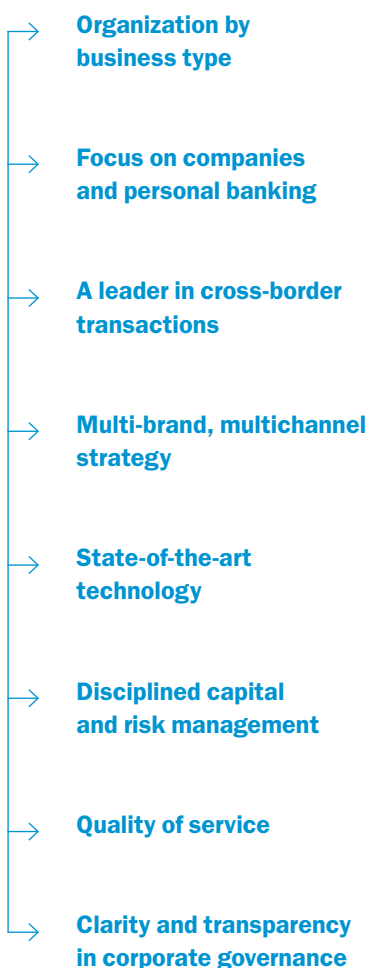 Organization by
business type
Focus on companies
and personal banking
A leader in cross-border
transactions
Multi-brand, multichannel
strategy
State-of-the-art
technology
Disciplined capital
and risk management
Quality of service
Clarity and transparency
in corporate governance